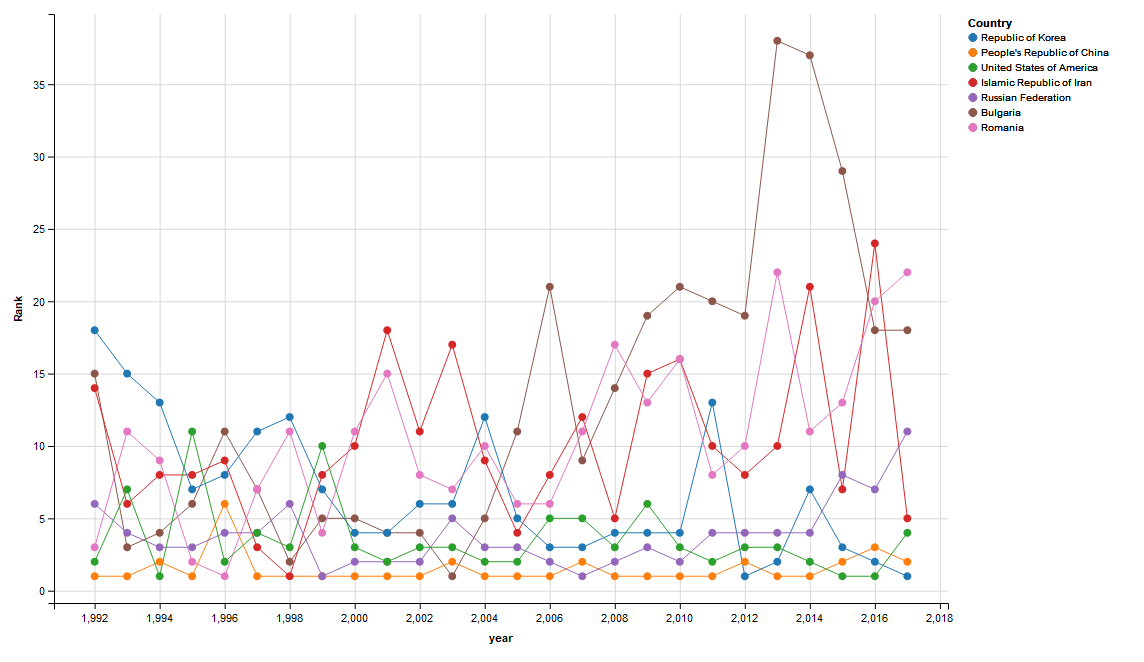 Country
Republic of Korea
People's Republic of China
United States of America
Islamic Republic of Iran
Russian Federation
Bulgaria
Romania
Rank
35
30
25
20
15
10
5
0
1,992 1,994 1,996 1,998 2,000 2,002 2,004 2,006 2,008 2,010 2,012 2,014 2,016 2,018
year